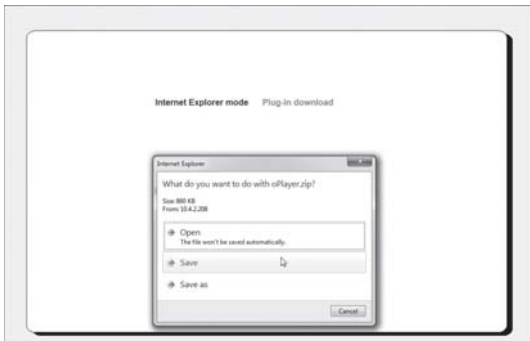 Internet Explorer mode Plug-in download
Internet Explorer
What do you want to do with oPlayer.zip?
Size: 860 KB
From: 10.4.2.208
Open
The file won't be saved automatically.
Save
Save as
Cancel